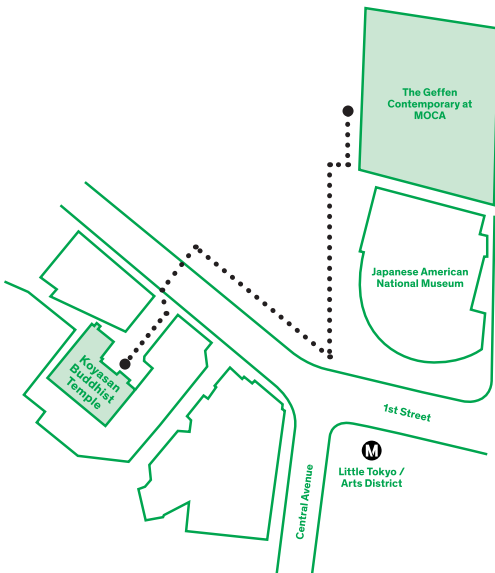 The Geffen
Contemporary at
MOCA
Japanese American
National Museum
Koyasan
Buddhist
Temple
1st Street
M
Little Tokyo /
Arts District
Central Avenue